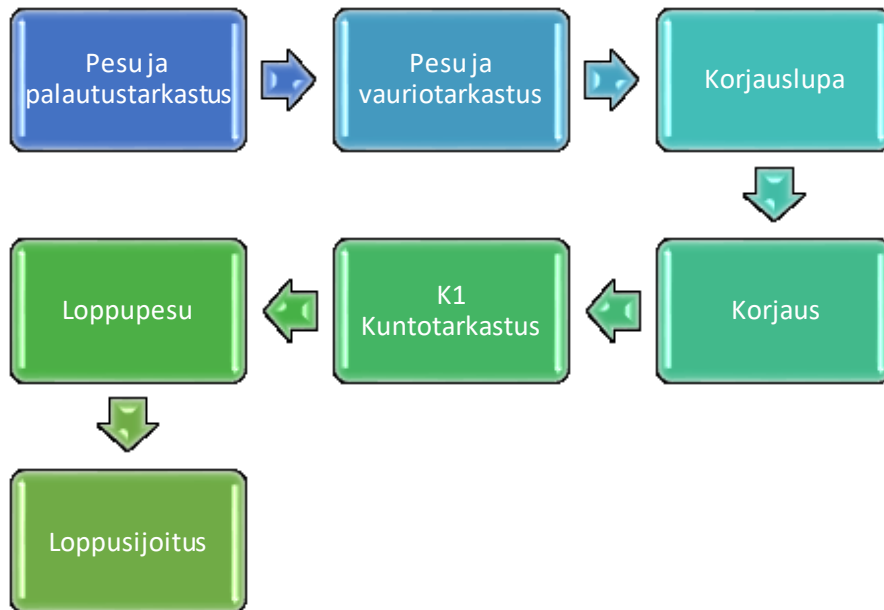 Pesu ja
palautustarkastus
Pesu ja
vauriotarkastus
Korjauslupa
Korjaus
K1
Kuntotarkastus
Loppupesu
Loppusijoitus